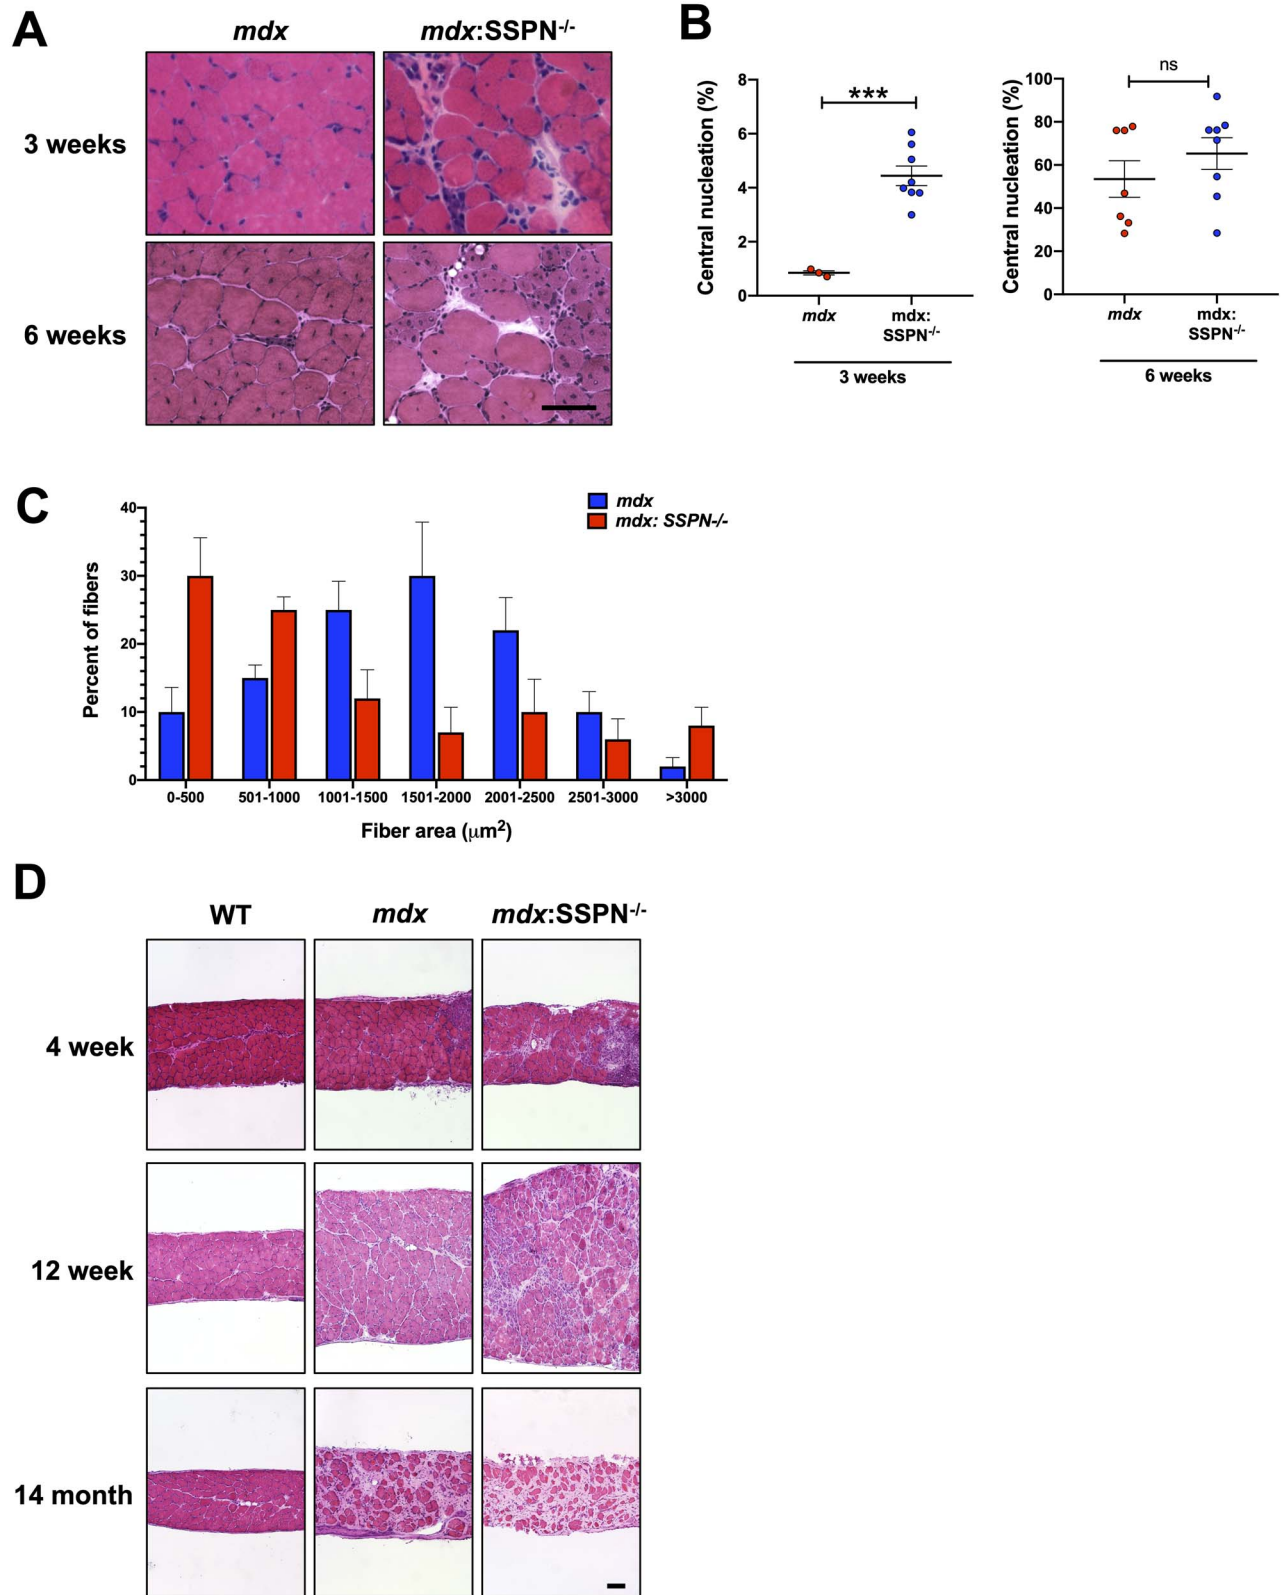 A
mdx
mdx:SSPN-/-
3 weeks
6 weeks
B
Central nucleation (%)
8
6
4
2
0
***
mdx
mdx:
SSPN-/-
3 weeks
Central nucleation (%)
100
80
60
40
20
0
ns
mdx
mdx:
SSPN-/-
6 weeks
C
mdx
mdx: SSPN-/-
Percent of fibers
40
30
20
10
0
0-500 501-1000 1001-1500 1501-2000 2001-2500 2501-3000 >3000
Fiber area (μm2)
D
WT mdx mdx:SSPN-/-
4 week
12 week
14 month